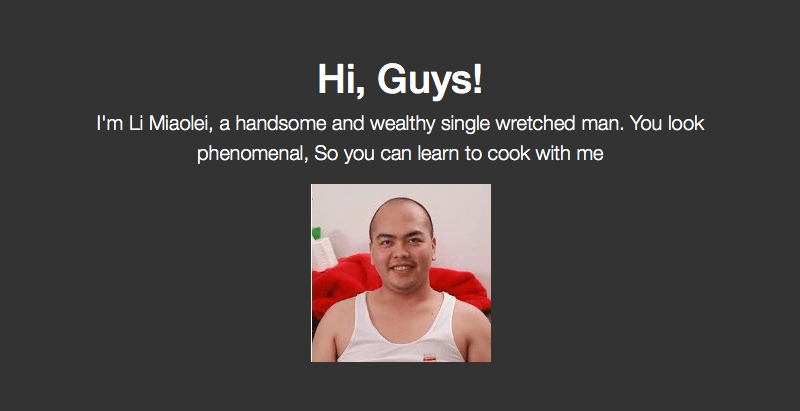 Hi, Guys!
I'm Li Miaolei, a handsome and wealthy single wretched man. You look
phenomenal, So you can learn to cook with me